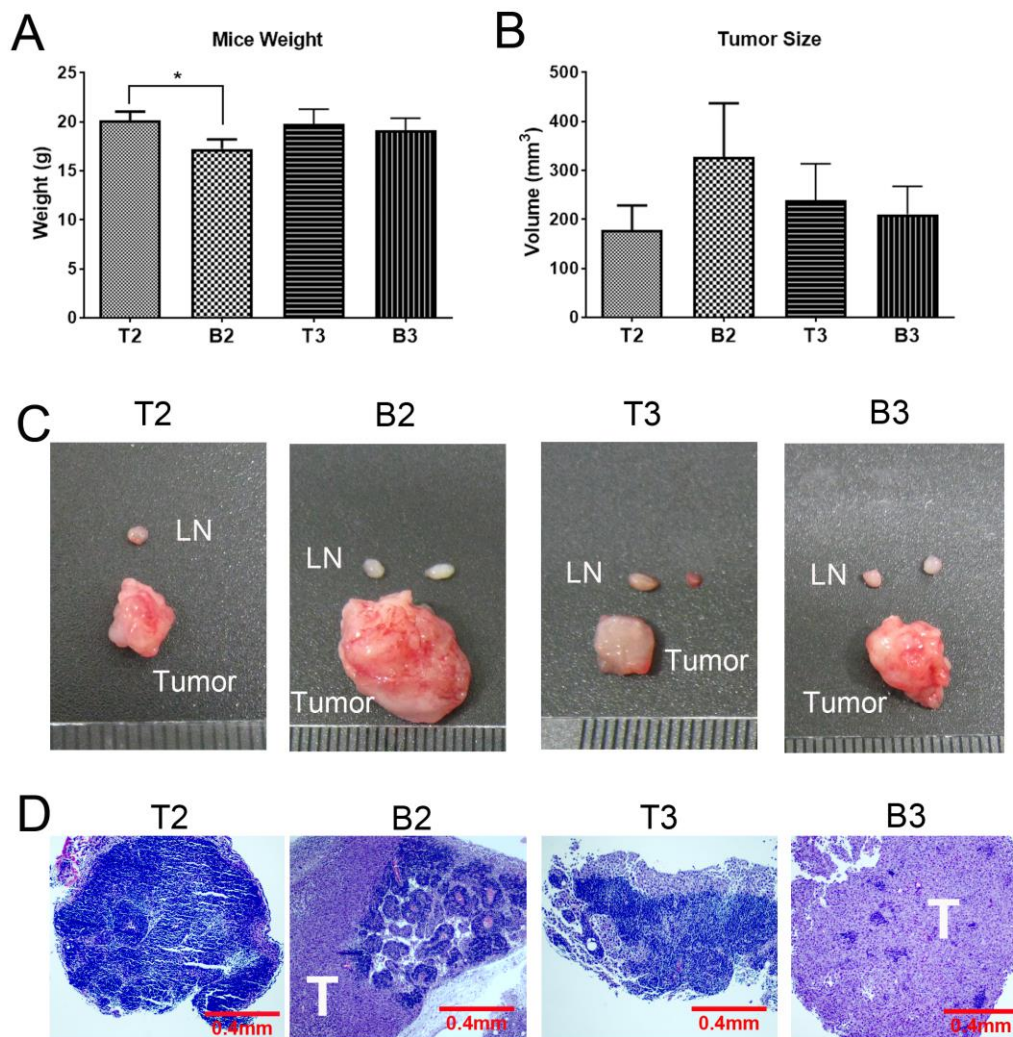 A
Mice Weight
Weight (g)
25
20
15
10
5
0
*
T2 B2 T3 B3
B
Tumor Size
Volume (mm³)
500
400
300
200
100
0
T2 B2 T3 B3
C
T2 B2 T3 B3
LN
Tumor
LN
Tumor
LN
Tumor
LN
Tumor
D
T2 B2 T3 B3
0.4mm
T
0.4mm
0.4mm
T
0.4mm